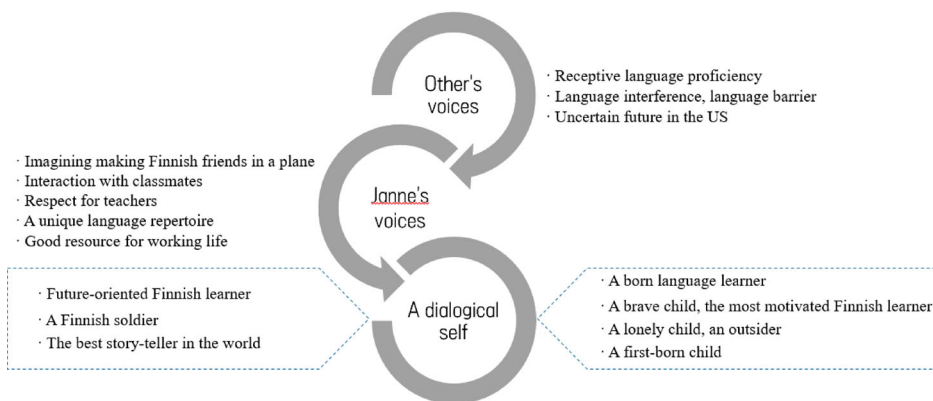 Other's
voices
· Receptive language proficiency
· Language interference, language barrier
· Uncertain future in the US
· Imagining making Finnish friends in a plane
· Interaction with classmates
· Respect for teachers
· A unique language repertoire
· Good resource for working life
Janne's
voices
· Future-oriented Finnish learner
· A Finnish soldier
· The best story-teller in the world
A dialogical
self
· A born language learner
· A brave child, the most motivated Finnish learner
· A lonely child, an outsider
· A first-born child